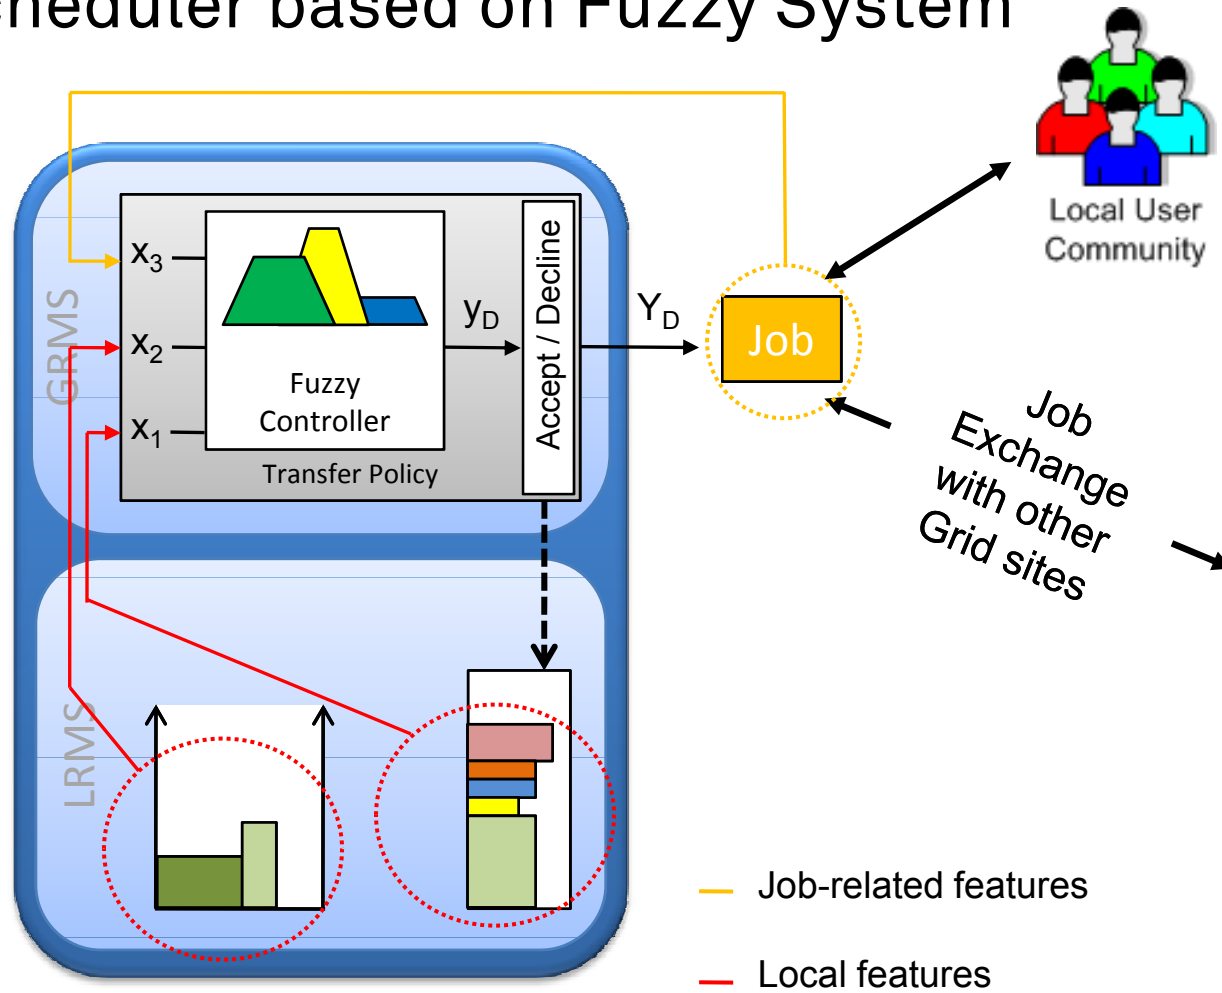 cheduler based on Fuzzy System
Local User
Community
GRMS
x3
x2
x1
Fuzzy
Controller
Transfer Policy
yD
Accept / Decline
YD
Job
Job
Exchange
with other
Grid sites
LRMS
Job-related features
Local features